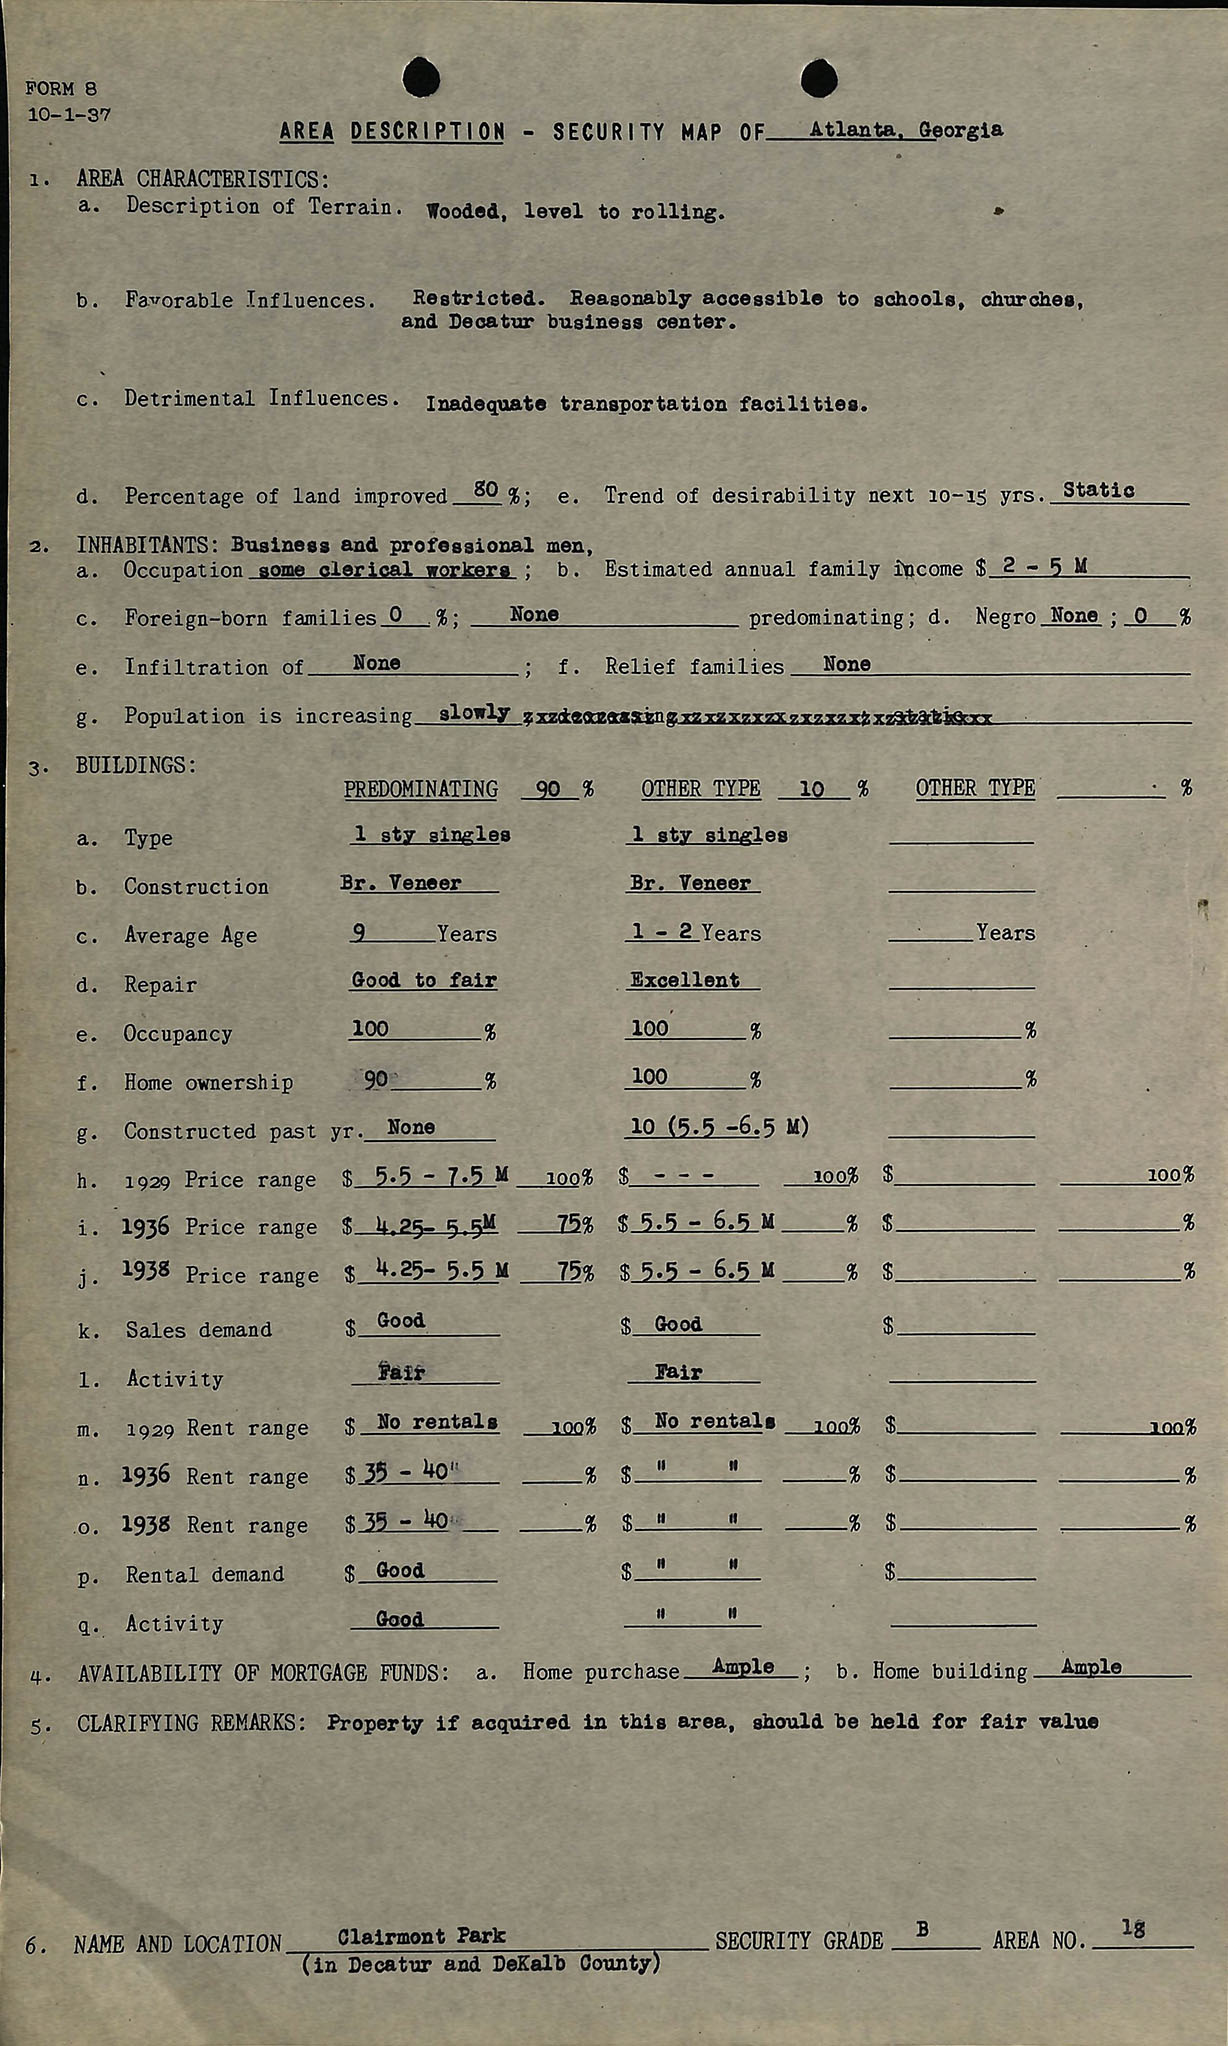 FORM 8
10-1-37
AREA DESCRIPTION - SECURITY MAP OF Atlanta, Georgia
1. AREA CHARACTERISTICS:
a. Description of Terrain. Wooded, level to rolling.
b. Favorable Influences. Restricted. Reasonably accessible to schools, churches,
and Decatur business center.
c. Detrimental Influences. Inadequate transportation facilities.
d. Percentage of land improved 80 %; e. Trend of desirability next 10-15 yrs. Static
2. INHABITANTS: Business and professional men,
a. Occupation some clerical workers ; b. Estimated annual family income $ 2 - 5 M
c. Foreign-born families 0 %; None predominating; d. Negro None ; 0 %
e. Infiltration of None ; f. Relief families None
g. Population is increasing slowly
3. BUILDINGS:
PREDOMINATING 90 % OTHER TYPE 10 % OTHER TYPE %
a. Type 1 sty singles 1 sty singles
b. Construction Br. Veneer Br. Veneer
c. Average Age 9 Years 1 - 2 Years Years
d. Repair Good to fair Excellent
e. Occupancy 100 % 100 % %
f. Home ownership 90 % 100 % %
g. Constructed past yr. None 10 (5.5 -6.5 M)
h. 1929 Price range $ 5.5 - 7.5 M 100% $ - - - 100% $ 100%
i. 1936 Price range $ 4.25- 5.5M 75% $ 5.5 - 6.5 M % $ %
j. 1938 Price range $ 4.25- 5.5 M 75% $ 5.5 - 6.5 M % $ %
k. Sales demand $ Good $ Good $
l. Activity Fair Fair
m. 1929 Rent range $ No rentals 100% $ No rentals 100% $ 100%
n. 1936 Rent range $ 35 - 40" % $ " " % $ %
o. 1938 Rent range $ 35 - 40 % $ " " % $ %
p. Rental demand $ Good $ " " $
q. Activity Good " "
4. AVAILABILITY OF MORTGAGE FUNDS: a. Home purchase Ample ; b. Home building Ample
5. CLARIFYING REMARKS: Property if acquired in this area, should be held for fair value
6. NAME AND LOCATION Clairmont Park SECURITY GRADE B AREA NO. 18
(in Decatur and DeKalb County)